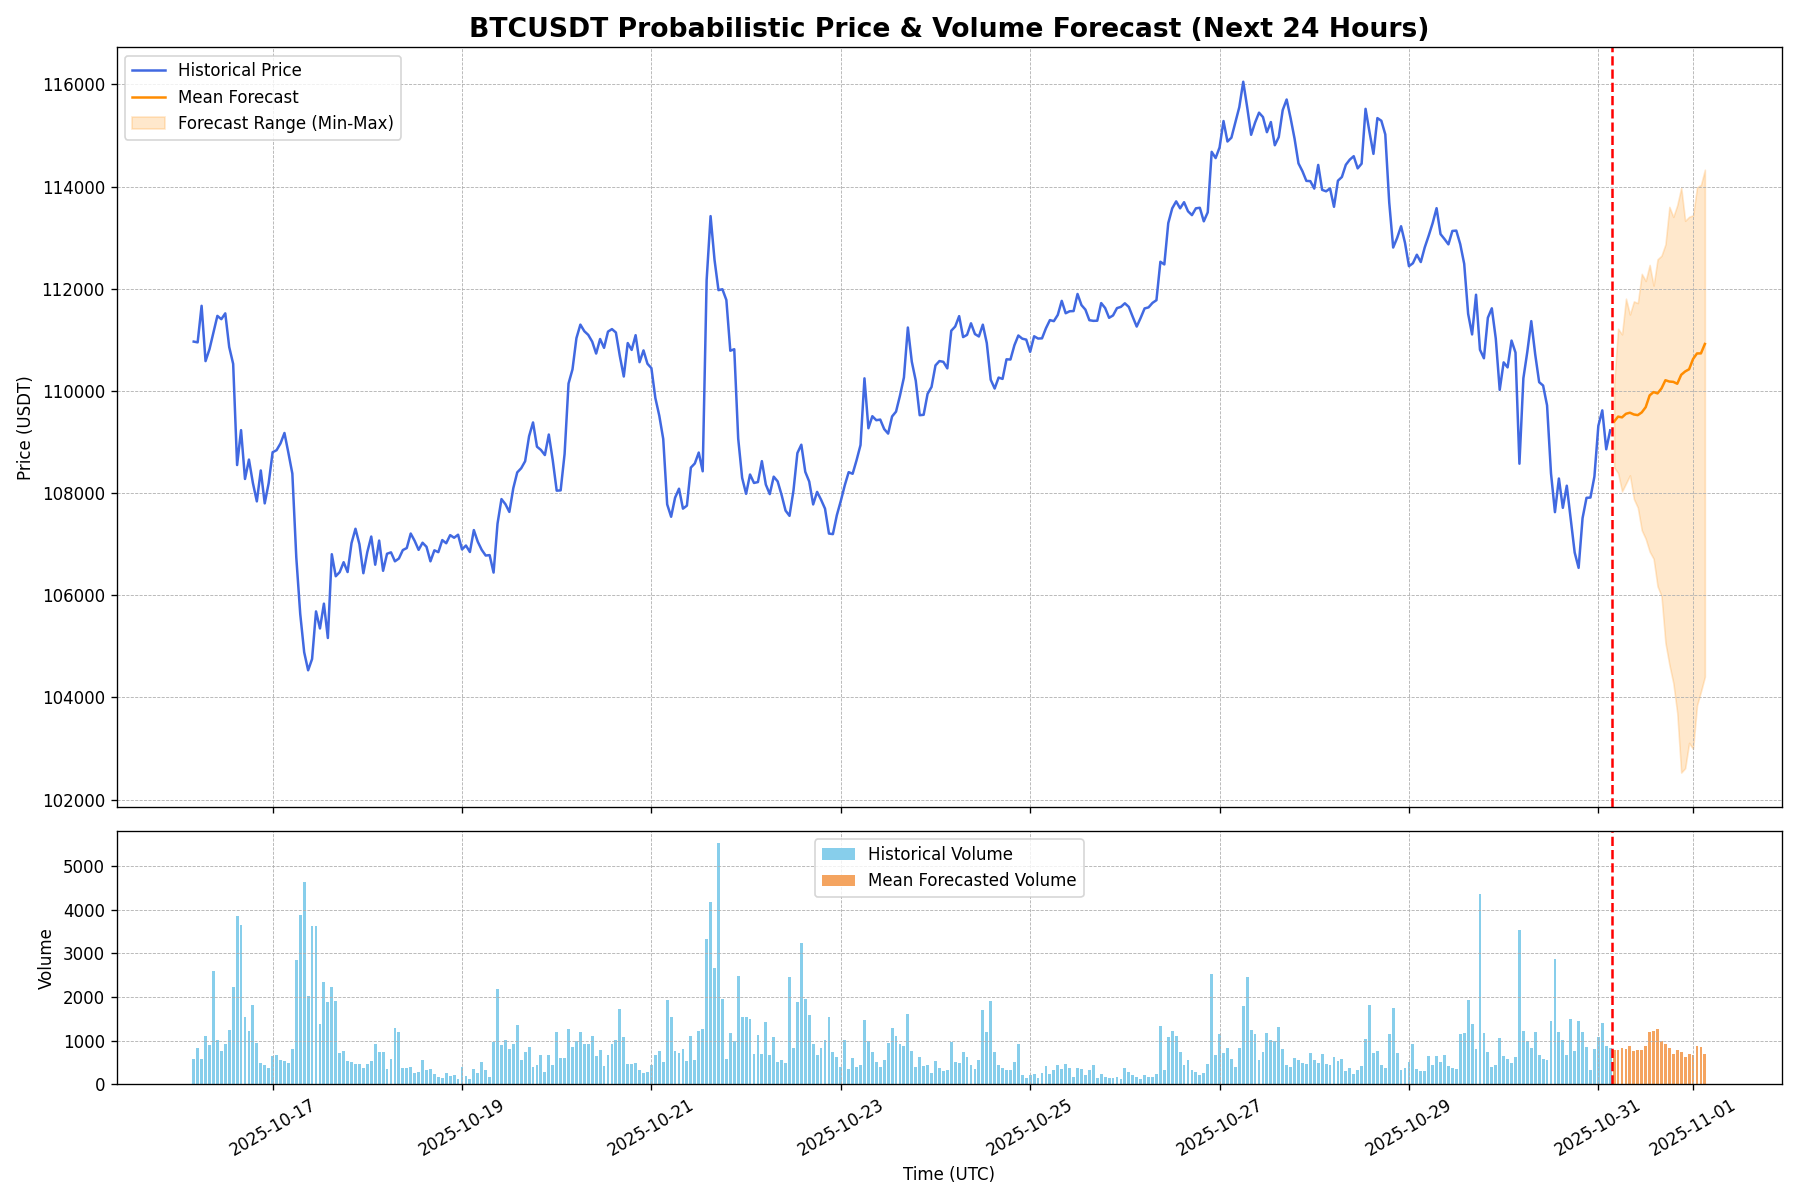 BTCUSDT Probabilistic Price & Volume Forecast (Next 24 Hours)
Historical Price
Mean Forecast
Forecast Range (Min-Max)
116000
114000
112000
110000
108000
106000
104000
102000
Price (USDT)
Historical Volume
Mean Forecasted Volume
5000
4000
3000
2000
1000
0
Volume
2025-10-17
2025-10-19
2025-10-21
2025-10-23
2025-10-25
2025-10-27
2025-10-29
2025-10-31
2025-11-01
Time (UTC)